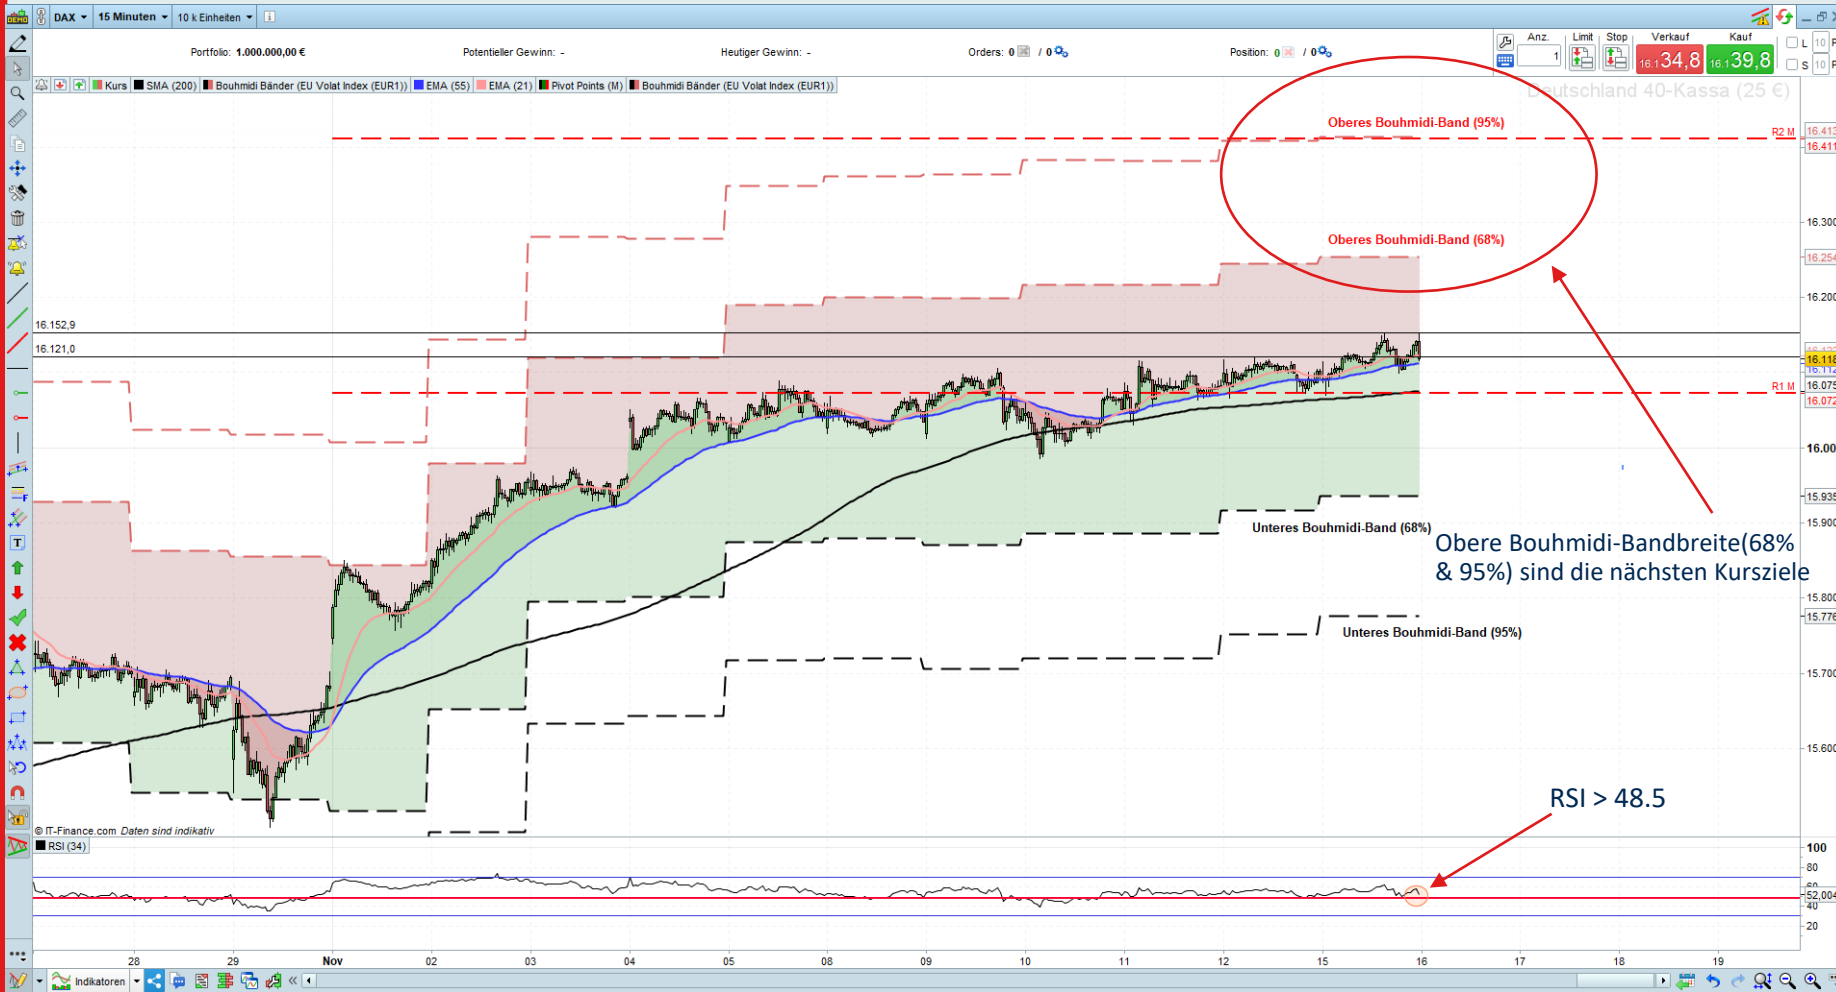 DEMO DAX 15 Minuten 10 k Einheiten
Portfolio: 1.000.000,00 € Potentieller Gewinn: - Heutiger Gewinn: - Orders: 0 / 0 Position: 0 / 0
Anz. Limit Stop Verkauf Kauf
1 16.134,8 16.139,8
L 10
S 10
Kurs SMA (200) Bouhmidi Bänder (EU Volat Index (EUR1)) EMA (55) EMA (21) Pivot Points (M) Bouhmidi Bänder (EU Volat Index (EUR1))
Deutschland 40-Kassa (25 €)
Oberes Bouhmidi-Band (95%)
R2 M 16.413
16.411
16.300
Oberes Bouhmidi-Band (68%)
16.254
16.200
16.152,9
16.121,0
16.118
16.112
16.075
R1 M
16.072
16.00
15.935
15.900
Unteres Bouhmidi-Band (68%)
Obere Bouhmidi-Bandbreite(68%
& 95%) sind die nächsten Kursziele
15.800
15.776
Unteres Bouhmidi-Band (95%)
15.700
15.600
RSI > 48.5
© IT-Finance.com Daten sind indikativ
RSI (34)
100
80
60
52,004
40
20
28 29 Nov 02 03 04 05 08 09 10 11 12 15 16 17 18 19
Indikatoren